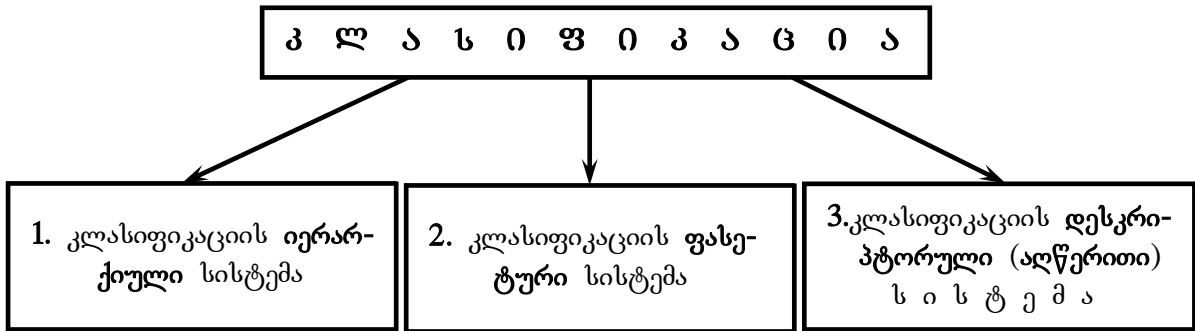 კ ლ ა ს ი ფ ი კ ა ც ი ა
1. კლასიფიკაციის იერარ-
ქიული სისტემა
2. კლასიფიკაციის ფასე-
ტური სისტემა
3.კლასიფიკაციის დესკრი-
პტორული (აღწერითი)
ს ი ს ტ ე მ ა